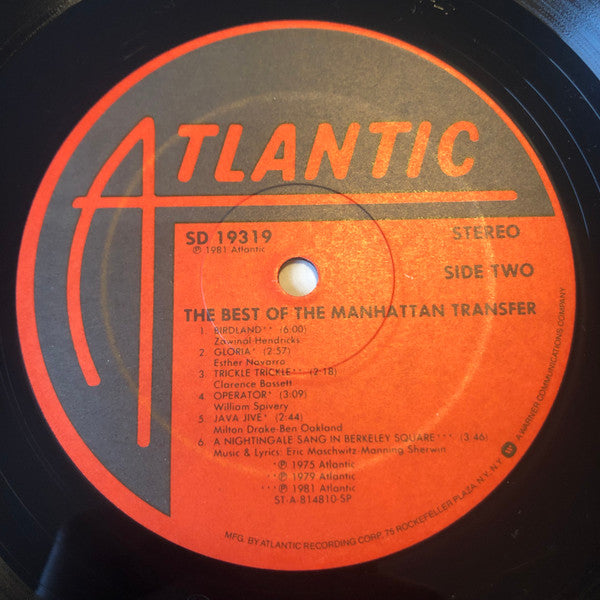 ATLANTIC
SD 19319
STEREO
℗ 1981 Atlantic
SIDE TWO
THE BEST OF THE MANHATTAN TRANSFER
1. BIRDLAND** (6:00)
Zawinal Hendricks
2. GLORIA* (2:57)
Esther Navarro
3. TRICKLE TRICKLE*** (2:18)
Clarence Bassett
4. OPERATOR* (3:09)
William Spivery
5. JAVA JIVE* (2:44)
Milton Drake-Ben Oakland
6. A NIGHTINGALE SANG IN BERKELEY SQUARE*** (3:46)
Music & Lyrics: Eric Maschwitz-Manning Sherwin
*℗ 1975 Atlantic
**℗ 1979 Atlantic
***℗ 1981 Atlantic
ST-A-814810-SP
MFG. BY ATLANTIC RECORDING CORP. 75 ROCKEFELLER PLAZA, N.Y., N.Y. A WARNER COMMUNICATIONS COMPANY